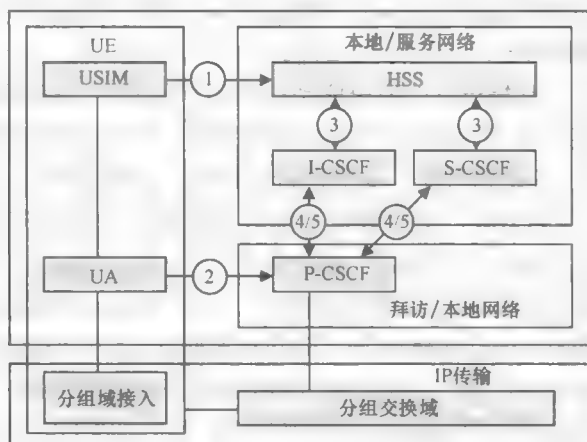 UE
本地/服务网络
USIM
1
HSS
3
3
I-CSCF
S-CSCF
4/5
4/5
UA
2
P-CSCF
拜访/本地网络
IP传输
分组域接入
分组交换域